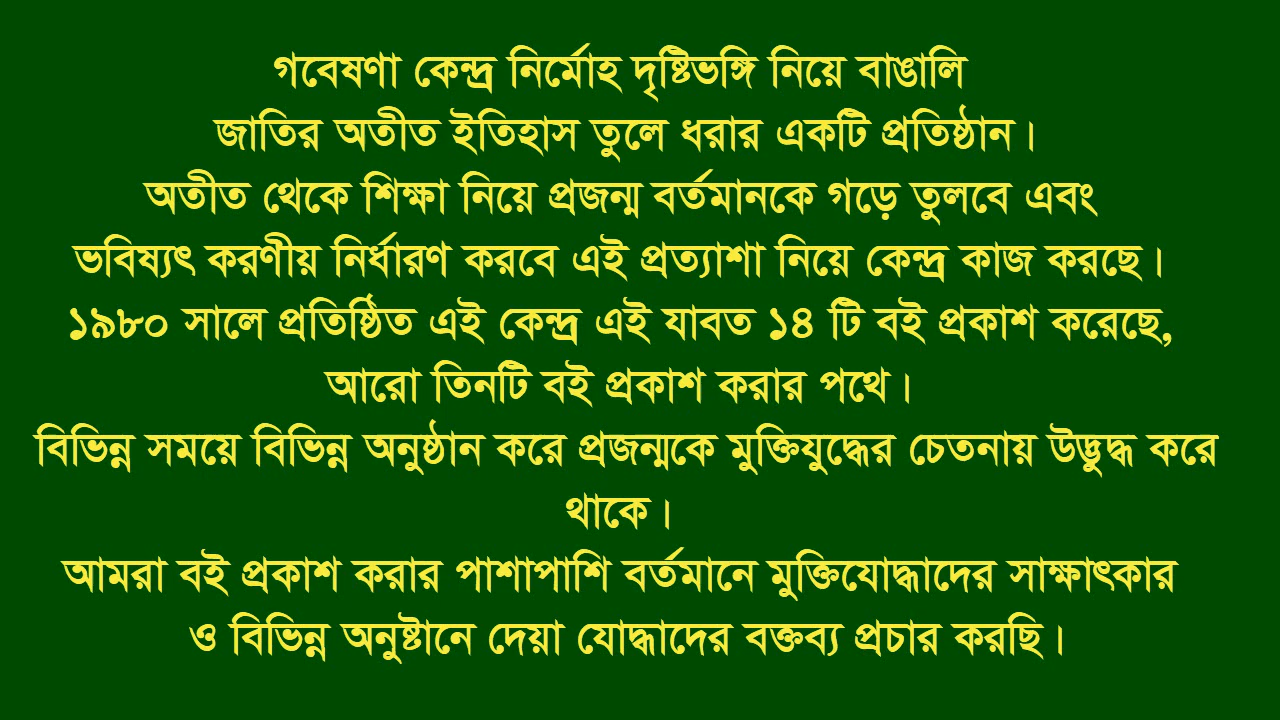 গবেষণা কেন্দ্র নির্মোহ দৃষ্টিভঙ্গি নিয়ে বাঙালি
জাতির অতীত ইতিহাস তুলে ধরার একটি প্রতিষ্ঠান।
অতীত থেকে শিক্ষা নিয়ে প্রজন্ম বর্তমানকে গড়ে তুলবে এবং
ভবিষ্যৎ করণীয় নির্ধারণ করবে এই প্রত্যাশা নিয়ে কেন্দ্র কাজ করছে।
১৯৮০ সালে প্রতিষ্ঠিত এই কেন্দ্র এই যাবত ১৪ টি বই প্রকাশ করেছে,
আরো তিনটি বই প্রকাশ করার পথে।
বিভিন্ন সময়ে বিভিন্ন অনুষ্ঠান করে প্রজন্মকে মুক্তিযুদ্ধের চেতনায় উদ্ভুদ্ধ করে
থাকে।
আমরা বই প্রকাশ করার পাশাপাশি বর্তমানে মুক্তিযোদ্ধাদের সাক্ষাৎকার
ও বিভিন্ন অনুষ্টানে দেয়া যোদ্ধাদের বক্তব্য প্রচার করছি।